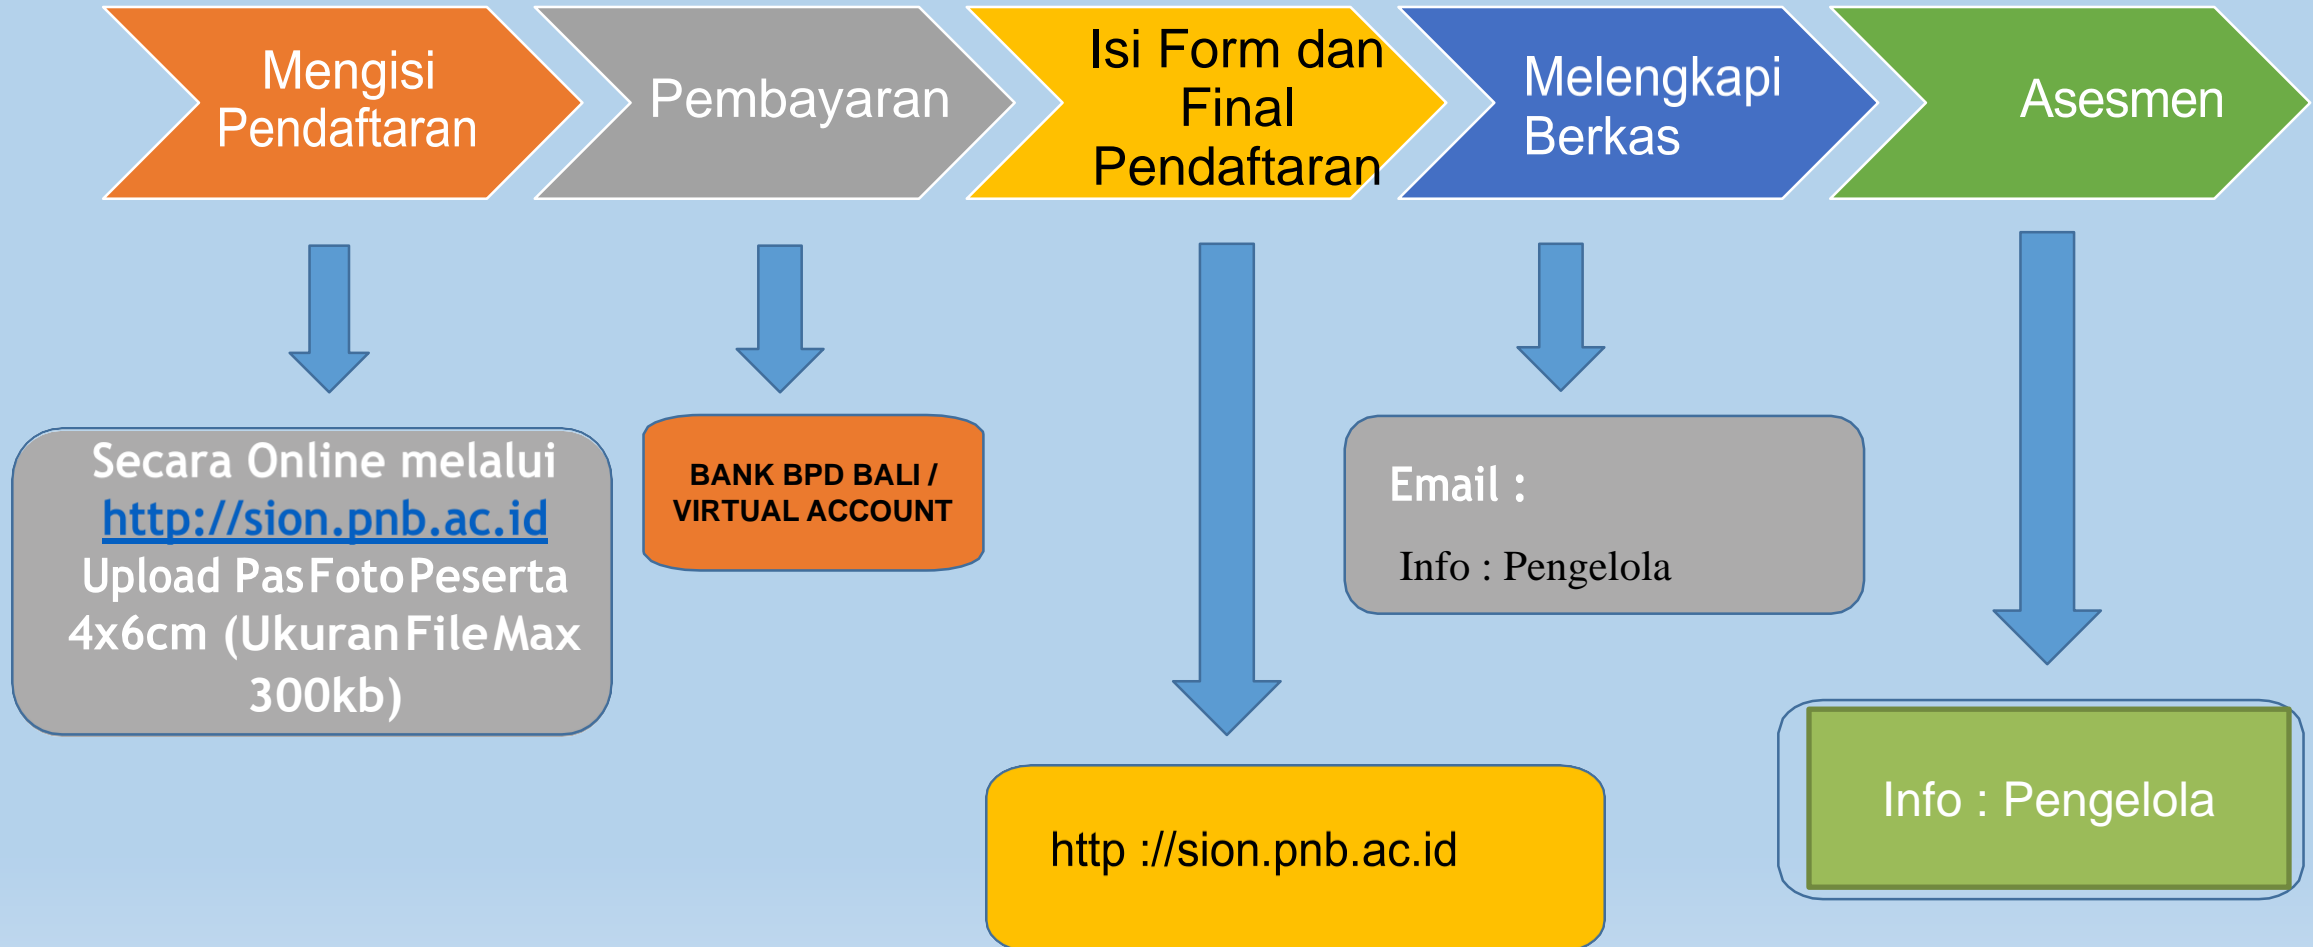 Mengisi
Pendaftaran
Pembayaran
Isi Form dan
Final
Pendaftaran
Melengkapi
Berkas
Asesmen
Secara Online melalui
http://sion.pnb.ac.id
Upload Pas Foto Peserta
4x6cm (Ukuran File Max
300kb)
BANK BPD BALI /
VIRTUAL ACCOUNT
http ://sion.pnb.ac.id
Email :
Info : Pengelola
Info : Pengelola